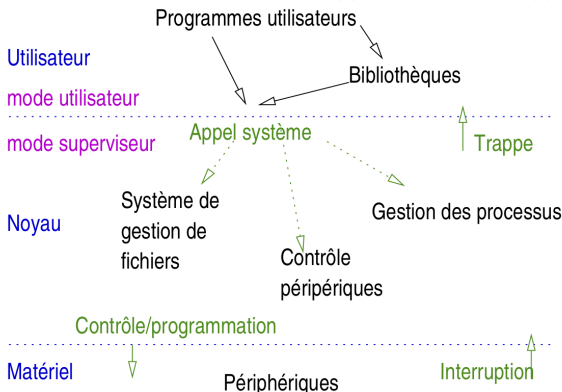 Programmes utilisateurs
Utilisateur
Bibliothèques
mode utilisateur
Appel système
mode superviseur
Trappe
Système de
gestion de
fichiers
Noyau
Gestion des processus
Contrôle
péripériques
Contrôle/programmation
Matériel
Périphériques
Interruption